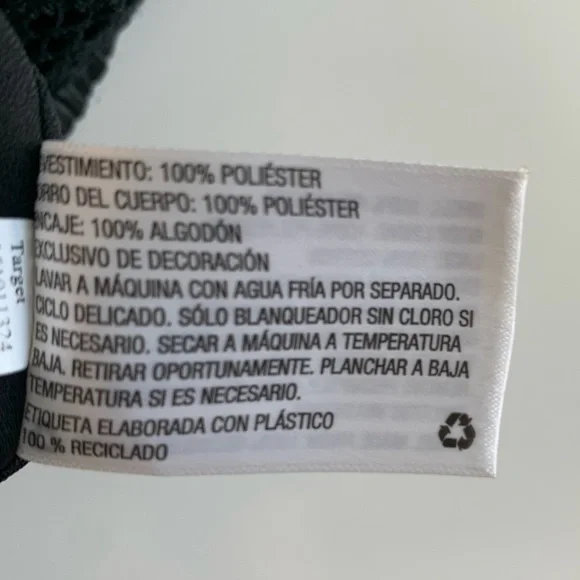 VESTIMIENTO: 100% POLIÉSTER
ORRO DEL CUERPO: 100% POLIÉSTER
NCAJE: 100% ALGODÓN
EXCLUSIVO DE DECORACIÓN
LAVAR A MÁQUINA CON AGUA FRÍA POR SEPARADO.
CICLO DELICADO. SÓLO BLANQUEADOR SIN CLORO SI
ES NECESARIO. SECAR A MÁQUINA A TEMPERATURA
BAJA. RETIRAR OPORTUNAMENTE. PLANCHAR A BAJA
TEMPERATURA SI ES NECESARIO.
ETIQUETA ELABORADA CON PLÁSTICO
100 % RECICLADO
Target